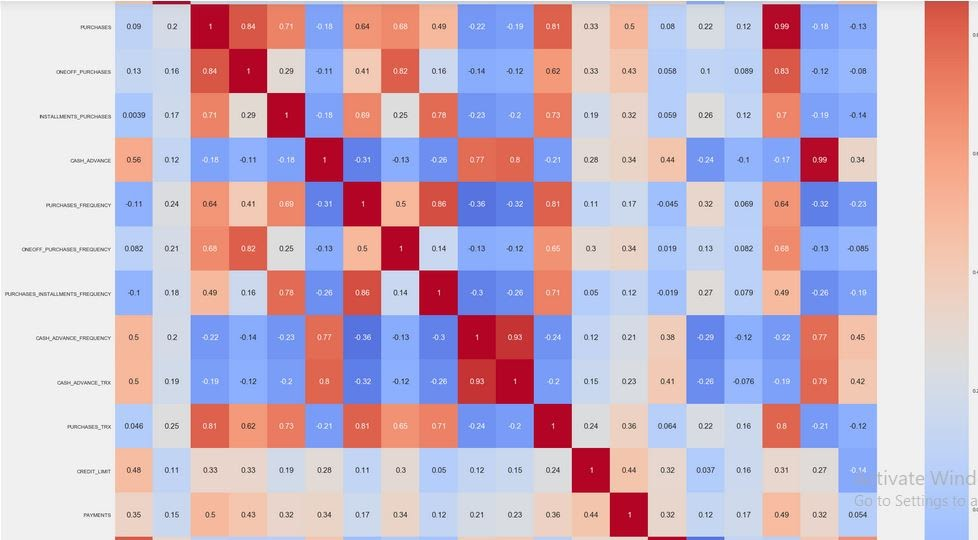 PURCHASES 0.09 0.2 1 0.84 0.71 -0.18 0.64 0.68 0.49 -0.22 -0.19 0.81 0.33 0.5 0.08 0.22 0.12 0.99 -0.18 -0.13
ONEOFF_PURCHASES 0.13 0.16 0.84 1 0.29 -0.11 0.41 0.82 0.16 -0.14 -0.12 0.62 0.33 0.43 0.058 0.1 0.089 0.83 -0.12 -0.08
INSTALLMENTS_PURCHASES 0.0039 0.17 0.71 0.29 1 -0.18 0.69 0.25 0.78 -0.23 -0.2 0.73 0.19 0.32 0.059 0.26 0.12 0.7 -0.19 -0.14
CASH_ADVANCE 0.56 0.12 -0.18 -0.11 -0.18 1 -0.31 -0.13 -0.26 0.77 0.8 -0.21 0.28 0.34 0.44 -0.24 -0.1 -0.17 0.99 0.34
PURCHASES_FREQUENCY -0.11 0.24 0.64 0.41 0.69 -0.31 1 0.5 0.86 -0.36 -0.32 0.81 0.11 0.17 -0.045 0.32 0.069 0.64 -0.32 -0.23
ONEOFF_PURCHASES_FREQUENCY 0.082 0.21 0.68 0.82 0.25 -0.13 0.5 1 0.14 -0.13 -0.12 0.65 0.3 0.34 0.019 0.13 0.082 0.68 -0.13 -0.085
PURCHASES_INSTALLMENTS_FREQUENCY -0.1 0.18 0.49 0.16 0.78 -0.26 0.86 0.14 1 -0.3 -0.26 0.71 0.05 0.12 -0.019 0.27 0.079 0.49 -0.26 -0.19
CASH_ADVANCE_FREQUENCY 0.5 0.2 -0.22 -0.14 -0.23 0.77 -0.36 -0.13 -0.3 1 0.93 -0.24 0.12 0.21 0.38 -0.29 -0.12 -0.22 0.77 0.45
CASH_ADVANCE_TRX 0.5 0.19 -0.19 -0.12 -0.2 0.8 -0.32 -0.12 -0.26 0.93 1 -0.2 0.15 0.23 0.41 -0.26 -0.076 -0.19 0.79 0.42
PURCHASES_TRX 0.046 0.25 0.81 0.62 0.73 -0.21 0.81 0.65 0.71 -0.24 -0.2 1 0.24 0.36 0.064 0.22 0.16 0.8 -0.21 -0.12
CREDIT_LIMIT 0.48 0.11 0.33 0.33 0.19 0.28 0.11 0.3 0.05 0.12 0.15 0.24 1 0.44 0.32 0.037 0.16 0.31 0.27 -0.14
Activate Wind
Go to Settings to a
PAYMENTS 0.35 0.15 0.5 0.43 0.32 0.34 0.17 0.34 0.12 0.21 0.23 0.36 0.44 1 0.32 0.12 0.17 0.49 0.32 0.054